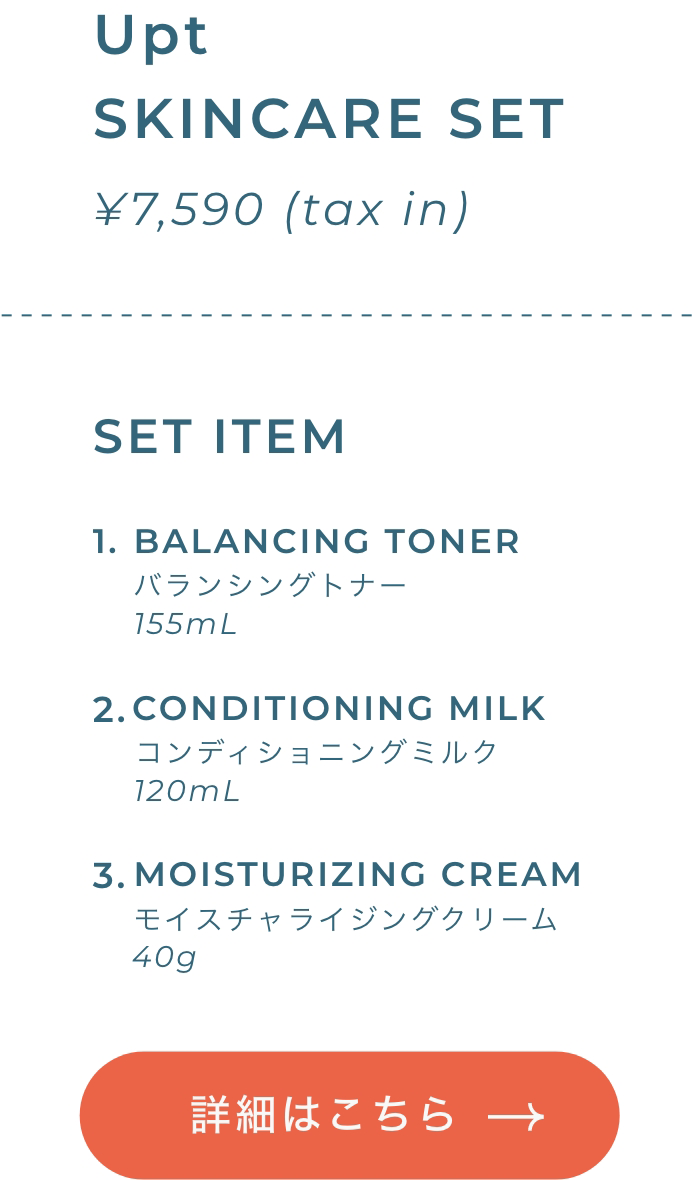 Upt
SKINCARE SET
¥7,590 (tax in)
SET ITEM
1. BALANCING TONER
バランシングトナー
155mL
2. CONDITIONING MILK
コンディショニングミルク
120mL
3. MOISTURIZING CREAM
モイスチャライジングクリーム
40g
詳細はこちら →